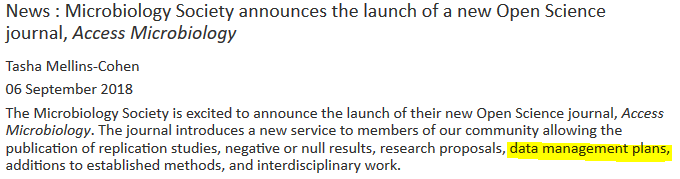 News : Microbiology Society announces the launch of a new Open Science
journal, Access Microbiology
Tasha Mellins-Cohen
06 September 2018
The Microbiology Society is excited to announce the launch of their new Open Science journal, Access
Microbiology. The journal introduces a new service to members of our community allowing the
publication of replication studies, negative or null results, research proposals, data management plans,
additions to established methods, and interdisciplinary work.